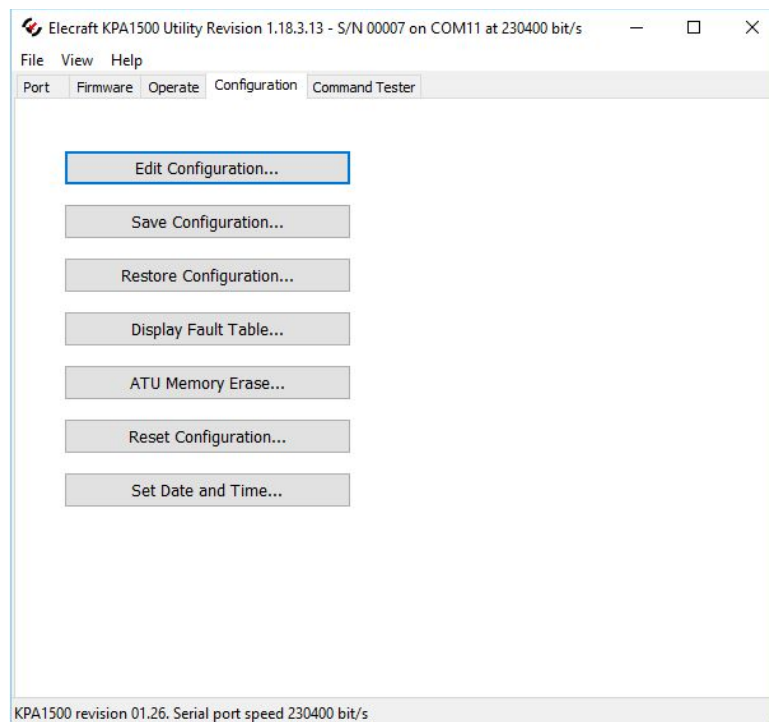 Elecraft KPA1500 Utility Revision 1.18.3.13 - S/N 00007 on COM11 at 230400 bit/s
File View Help
Port Firmware Operate Configuration Command Tester
Edit Configuration...
Save Configuration...
Restore Configuration...
Display Fault Table...
ATU Memory Erase...
Reset Configuration...
Set Date and Time...
KPA1500 revision 01.26. Serial port speed 230400 bit/s